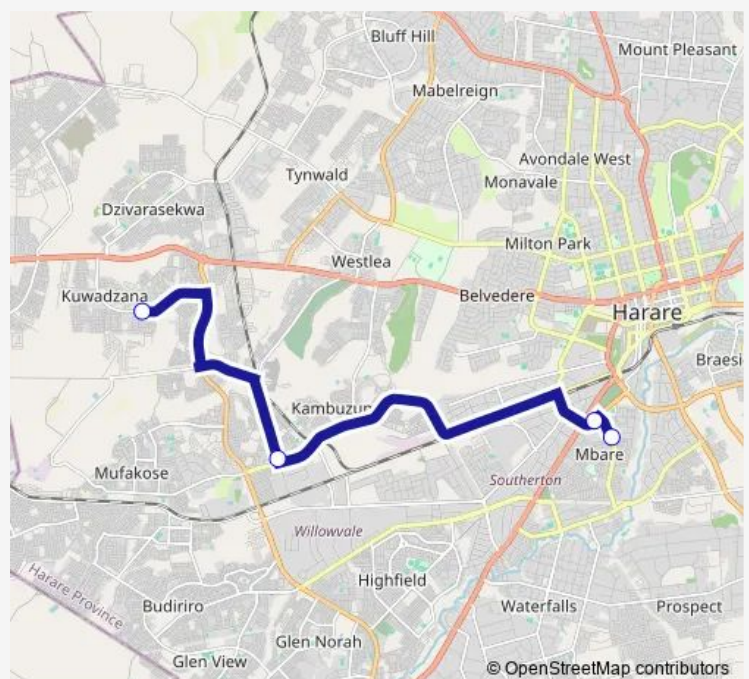 Bluff Hill
Mount Pleasant
Mabelreign
Avondale West
Tynwald
Monavale
Dzivarasekwa
Milton Park
Westlea
Kuwadzana
Belvedere
Harare
Braesi
Kambuzun
Mbare
Mufakose
Southerton
Willowvale
Highfield
Harare Province
Budiriro
Waterfalls
Prospect
Glen Norah
Glen View
© OpenStreetMap contributors